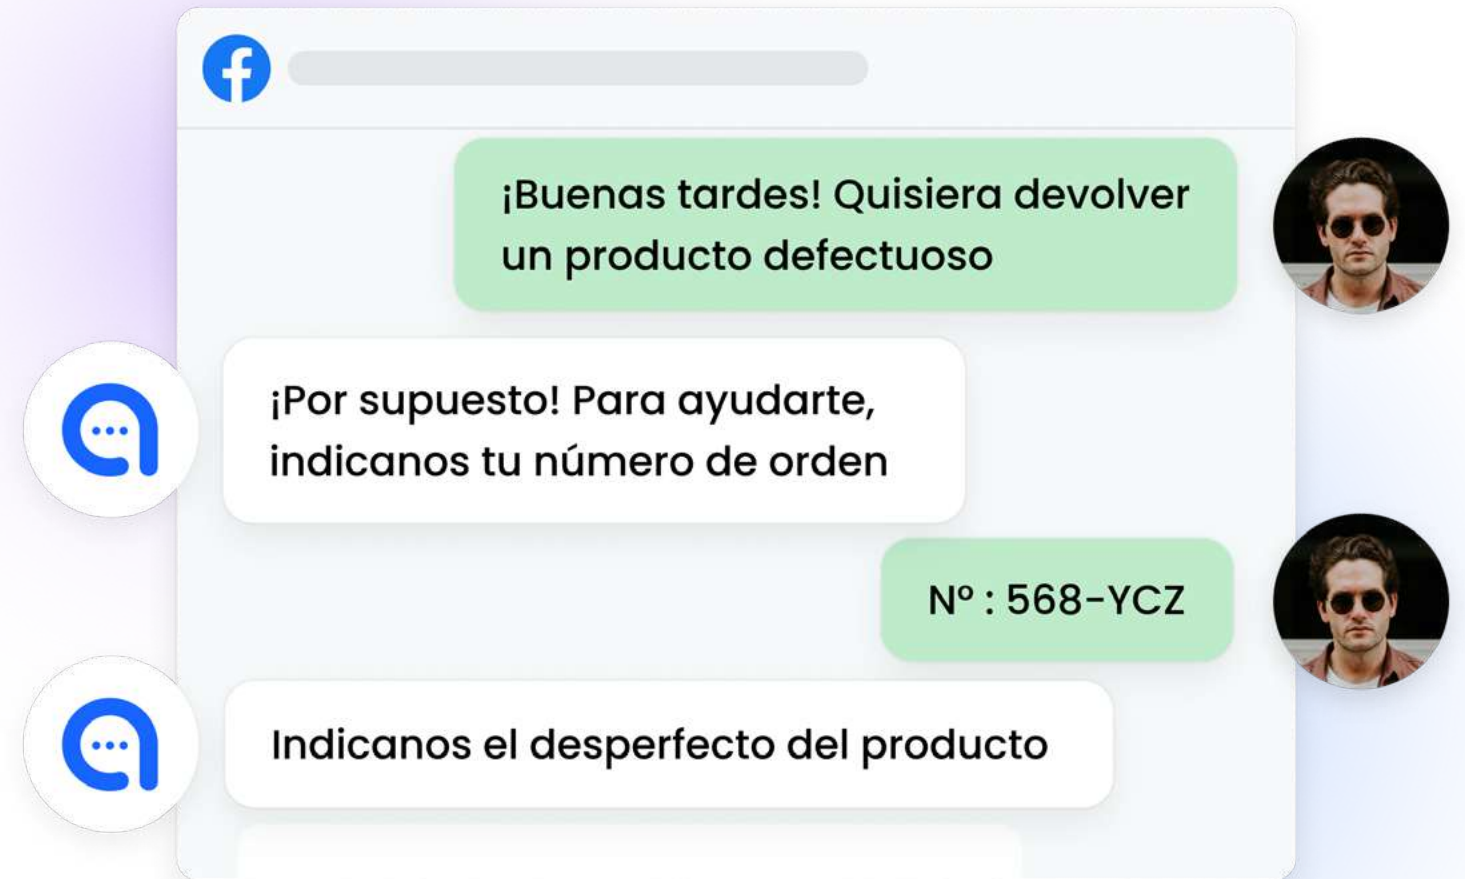 ¡Buenas tardes! Quisiera devolver
un producto defectuoso
¡Por supuesto! Para ayudarte,
indicanos tu número de orden
Nº : 568-YCZ
Indicanos el desperfecto del producto